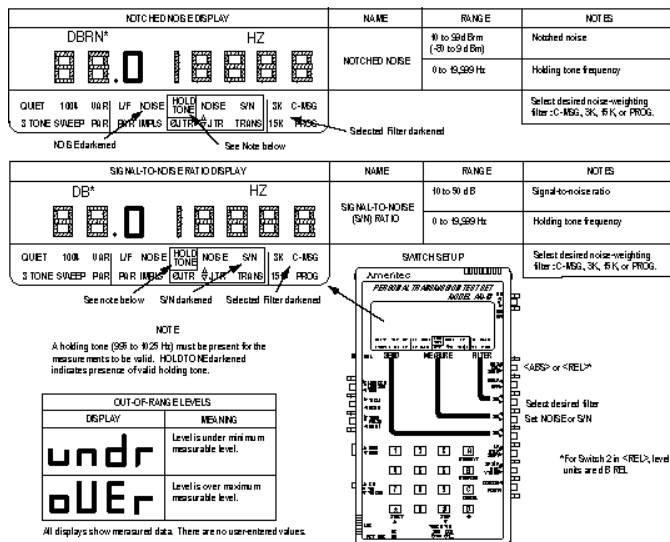 NOTCHED NOISE DISPLAY
NAME
RANGE
NOTES
DBRN*
HZ
NOTCHED NOISE
10 to 99 dBrn
(-80 to 9 dBm)
Notched noise
0 to 19,999 Hz
Holding tone frequency
QUIET 100% VAR L/F NOISE HOLD TONE NOISE S/N 3K C-MSG
3 TONE SWEEP PAR PAR IMPLS ØJTR JTR TRANS 15K PROG
Select desired noise-weighting
filter: C-MSG, 3K, 15 K, or PROG.
NOISE darkened
See Note below
Selected Filter darkened
SIGNAL-TO-NOISE RATIO DISPLAY
NAME
RANGE
NOTES
DB*
HZ
SIGNAL-TO-NOISE
(S/N) RATIO
10 to 50 dB
Signal-to-noise ratio
0 to 19,999 Hz
Holding tone frequency
QUIET 100% VAR L/F NOISE HOLD TONE NOISE S/N 3K C-MSG
3 TONE SWEEP PAR PAR IMPLS ØJTR JTR TRANS 15K PROG
SWITCH SETUP
Select desired noise-weighting
filter: C-MSG, 3K, 15 K, or PROG.
See note below
S/N darkened
Selected Filter darkened
Ameritec
PERSONAL TRANSMISSION TEST SET
SEND MEASURE FILTER
NOTE
A holding tone (995 to 1025 Hz) must be present for the
measurements to be valid. HOLD TONE darkened
indicates presence of valid holding tone.
<ABS> or <REL>*
Select desired filter
Set NOISE or S/N
OUT-OF-RANGE LEVELS
DISPLAY
MEANING
undr
Level is under minimum
measurable level.
oVEr
Level is over maximum
measurable level.
*For Switch 2 in <REL>, level
units are dB REL
All displays show measured data. There are no user-entered values.